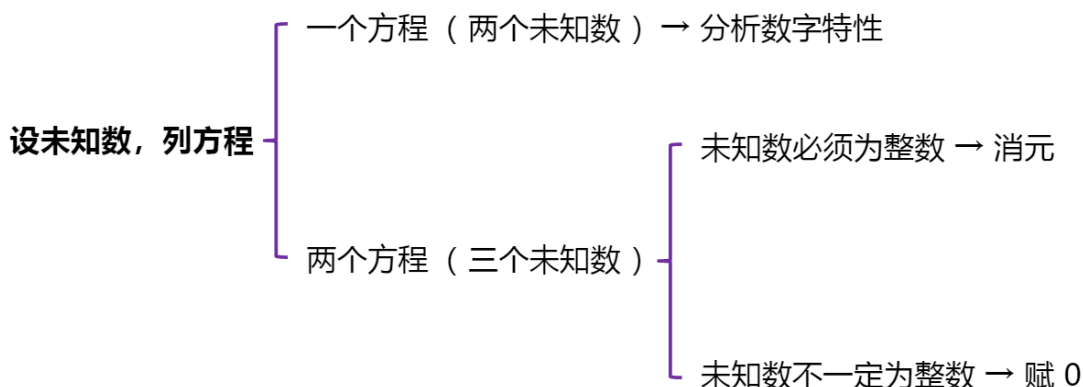 一个方程（两个未知数）→ 分析数字特性
设未知数，列方程
未知数必须为整数 → 消元
两个方程（三个未知数）
未知数不一定为整数 → 赋 0